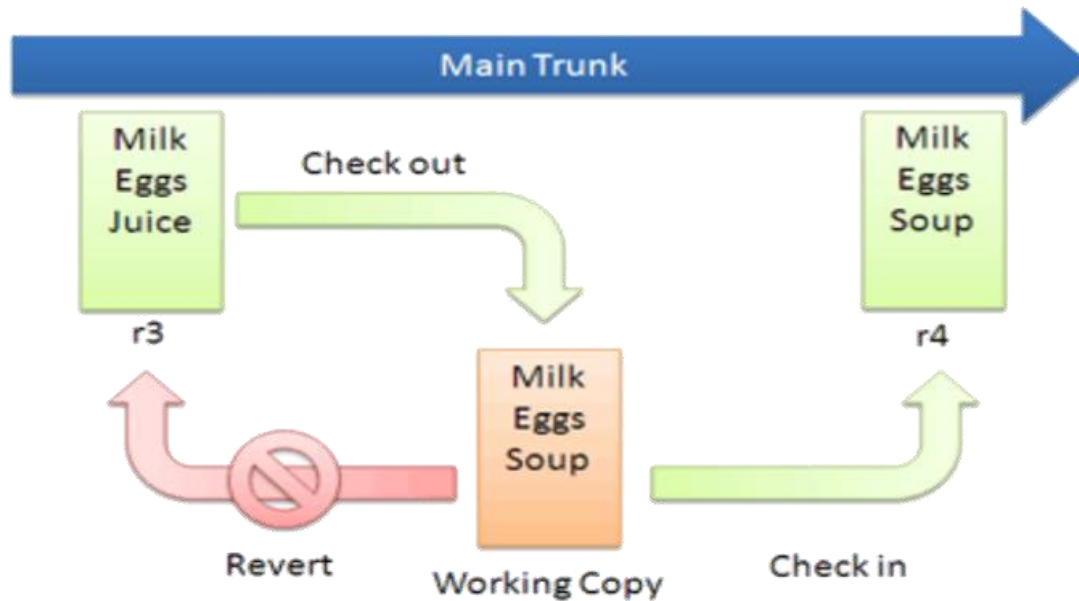 Main Trunk
Milk
Eggs
Juice
r3
Check out
Milk
Eggs
Soup
r4
Milk
Eggs
Soup
Working Copy
Revert
Check in